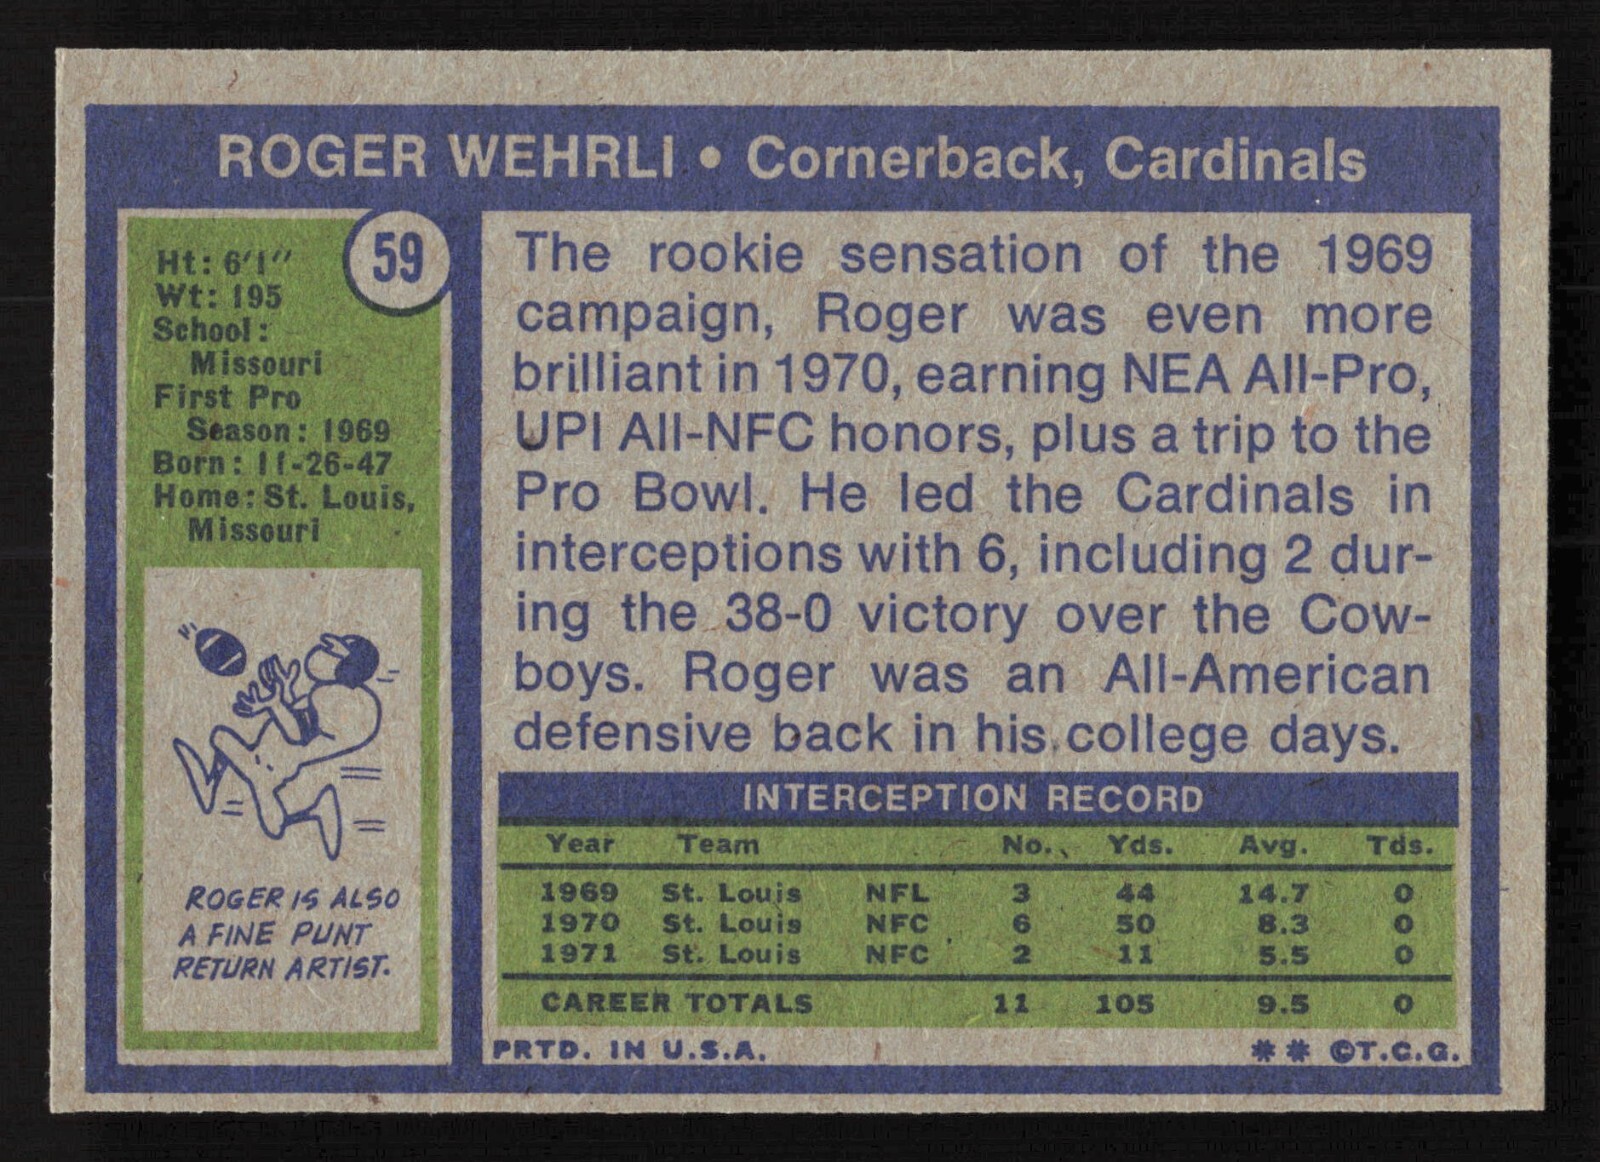 ROGER WEHRLI • Cornerback, Cardinals
59
Ht: 6'1"
Wt: 195
School:
Missouri
First Pro
Season: 1969
Born: 11-26-47
Home: St. Louis,
Missouri
ROGER IS ALSO
A FINE PUNT
RETURN ARTIST.
The rookie sensation of the 1969
campaign, Roger was even more
brilliant in 1970, earning NEA All-Pro,
UPI All-NFC honors, plus a trip to the
Pro Bowl. He led the Cardinals in
interceptions with 6, including 2 dur-
ing the 38-0 victory over the Cow-
boys. Roger was an All-American
defensive back in his college days.
INTERCEPTION RECORD
Year Team No. Yds. Avg. Tds.
1969 St. Louis NFL 3 44 14.7 0
1970 St. Louis NFC 6 50 8.3 0
1971 St. Louis NFC 2 11 5.5 0
CAREER TOTALS 11 105 9.5 0
PRTD. IN U.S.A. ** ©T.C.G.